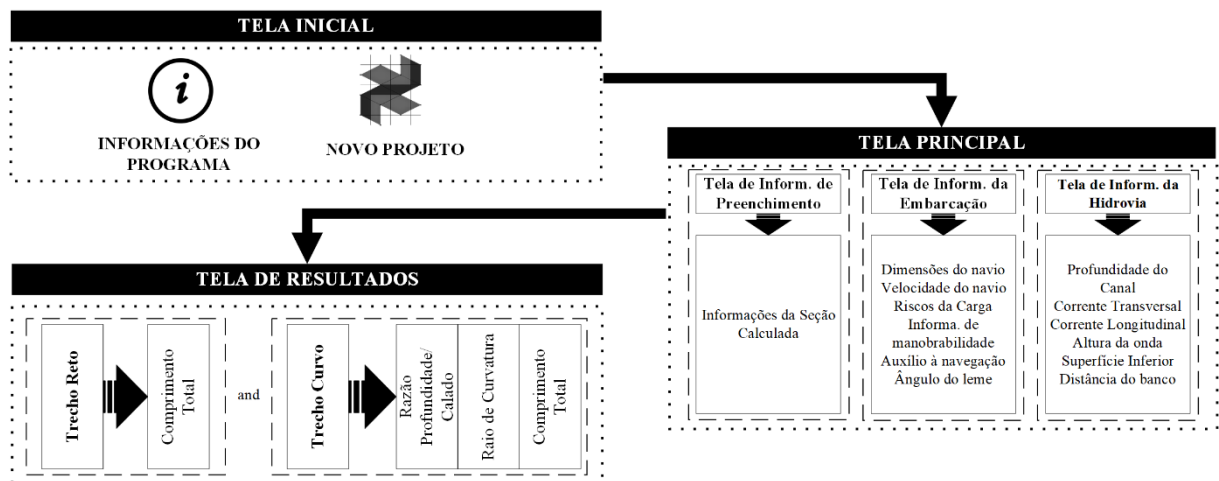 TELA INICIAL
i
INFORMAÇÕES DO
PROGRAMA
NOVO PROJETO
TELA PRINCIPAL
Tela de Inform. de
Preenchimento
Informações da Seção
Calculada
Tela de Inform. da
Embarcação
Dimensões do navio
Velocidade do navio
Riscos da Carga
Informa. de
manobrabilidade
Auxílio à navegação
Ângulo do leme
Tela de Inform. da
Hidrovia
Profundidade do
Canal
Corrente Transversal
Corrente Longitudinal
Altura da onda
Superfície Inferior
Distância do banco
TELA DE RESULTADOS
Trecho Reto
Comprimento
Total
and
Trecho Curvo
Razão
Profundidade/
Calado
Raio de Curvatura
Comprimento
Total